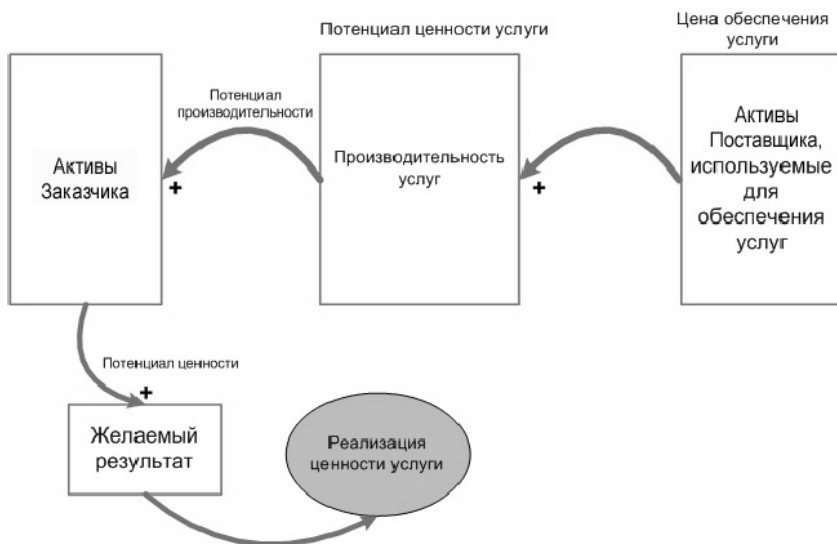 Потенциал ценности услуги
Цена обеспечения
услуги
Потенциал
производительности
Активы
Заказчика
+
Производительность
услуг
+
Активы
Поставщика,
используемые
для
обеспечения
услуг
Потенциал ценности
+
Желаемый
результат
Реализация
ценности услуги